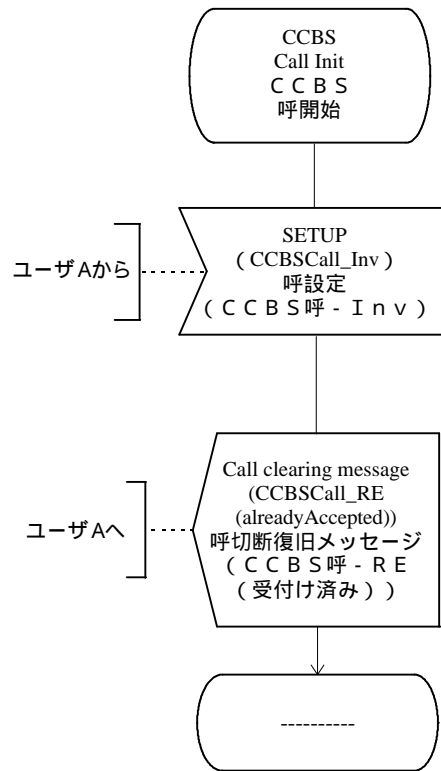 CCBS
Call Init
ＣＣＢＳ
呼開始
SETUP
(CCBSCall_Inv)
呼設定
(ＣＣＢＳ呼-Ｉｎｖ)
ユーザAから
Call clearing message
(CCBSCall_RE
(alreadyAccepted))
呼切断復旧メッセージ
(ＣＣＢＳ呼-ＲＥ
(受付け済み))
ユーザAへ
----------